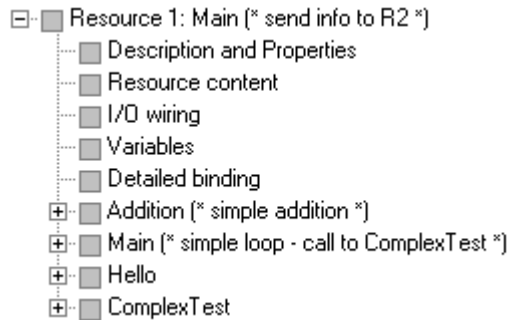 Resource 1: Main (* send info to R2 *)
Description and Properties
Resource content
I/O wiring
Variables
Detailed binding
Addition (* simple addition *)
Main (* simple loop - call to ComplexTest *)
Hello
ComplexTest